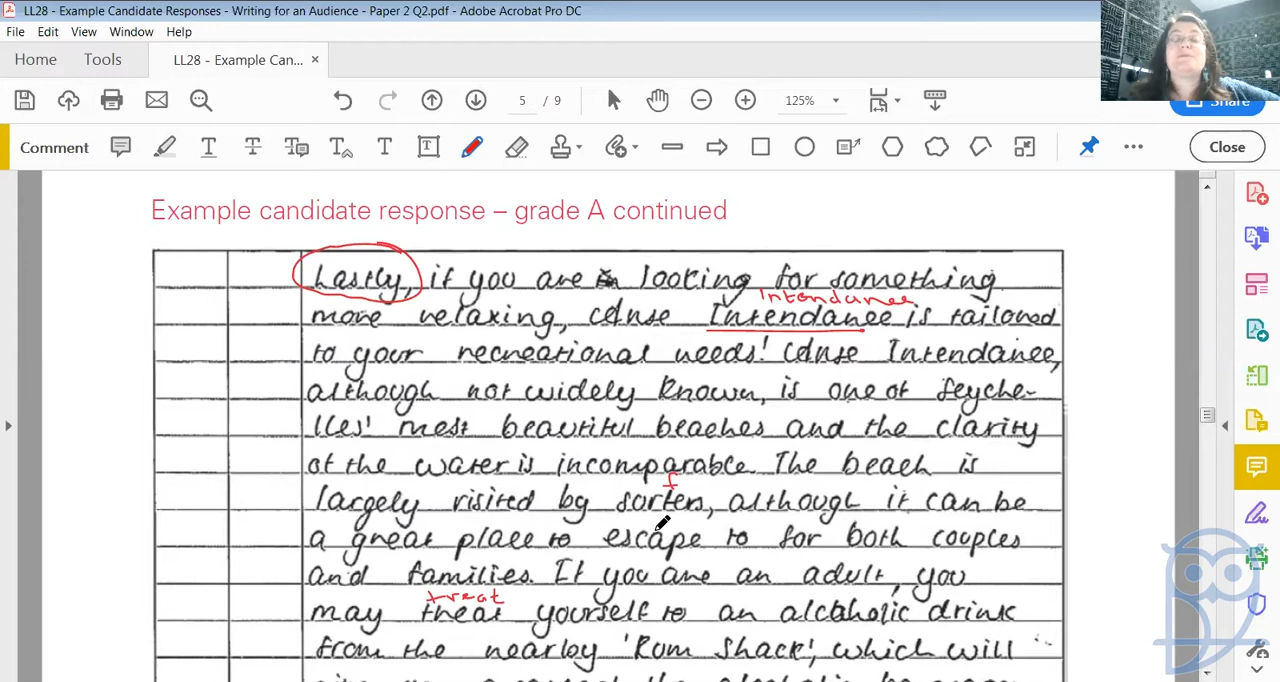 LL28 - Example Candidate Responses - Writing for an Audience - Paper 2 Q2.pdf - Adobe Acrobat Pro DC
File Edit View Window Help
Home Tools LL28 - Example Can... ×
5 / 9 125% Share
Comment Close
Example candidate response – grade A continued
Lastly, if you are looking for something
Intendance
more relaxing, Anse Intendance is tailored
to your recreational needs! Anse Intendance,
although not widely known, is one of Seyche-
lles' most beautiful beaches and the clarity
of the water is incomparable. The beach is
f
largely visited by sorfers, although it can be
a great place to escape to for both couples
and families. If you are an adult, you
treat
may treat yourself to an alcoholic drink
from the nearby 'Rum Shack', which will